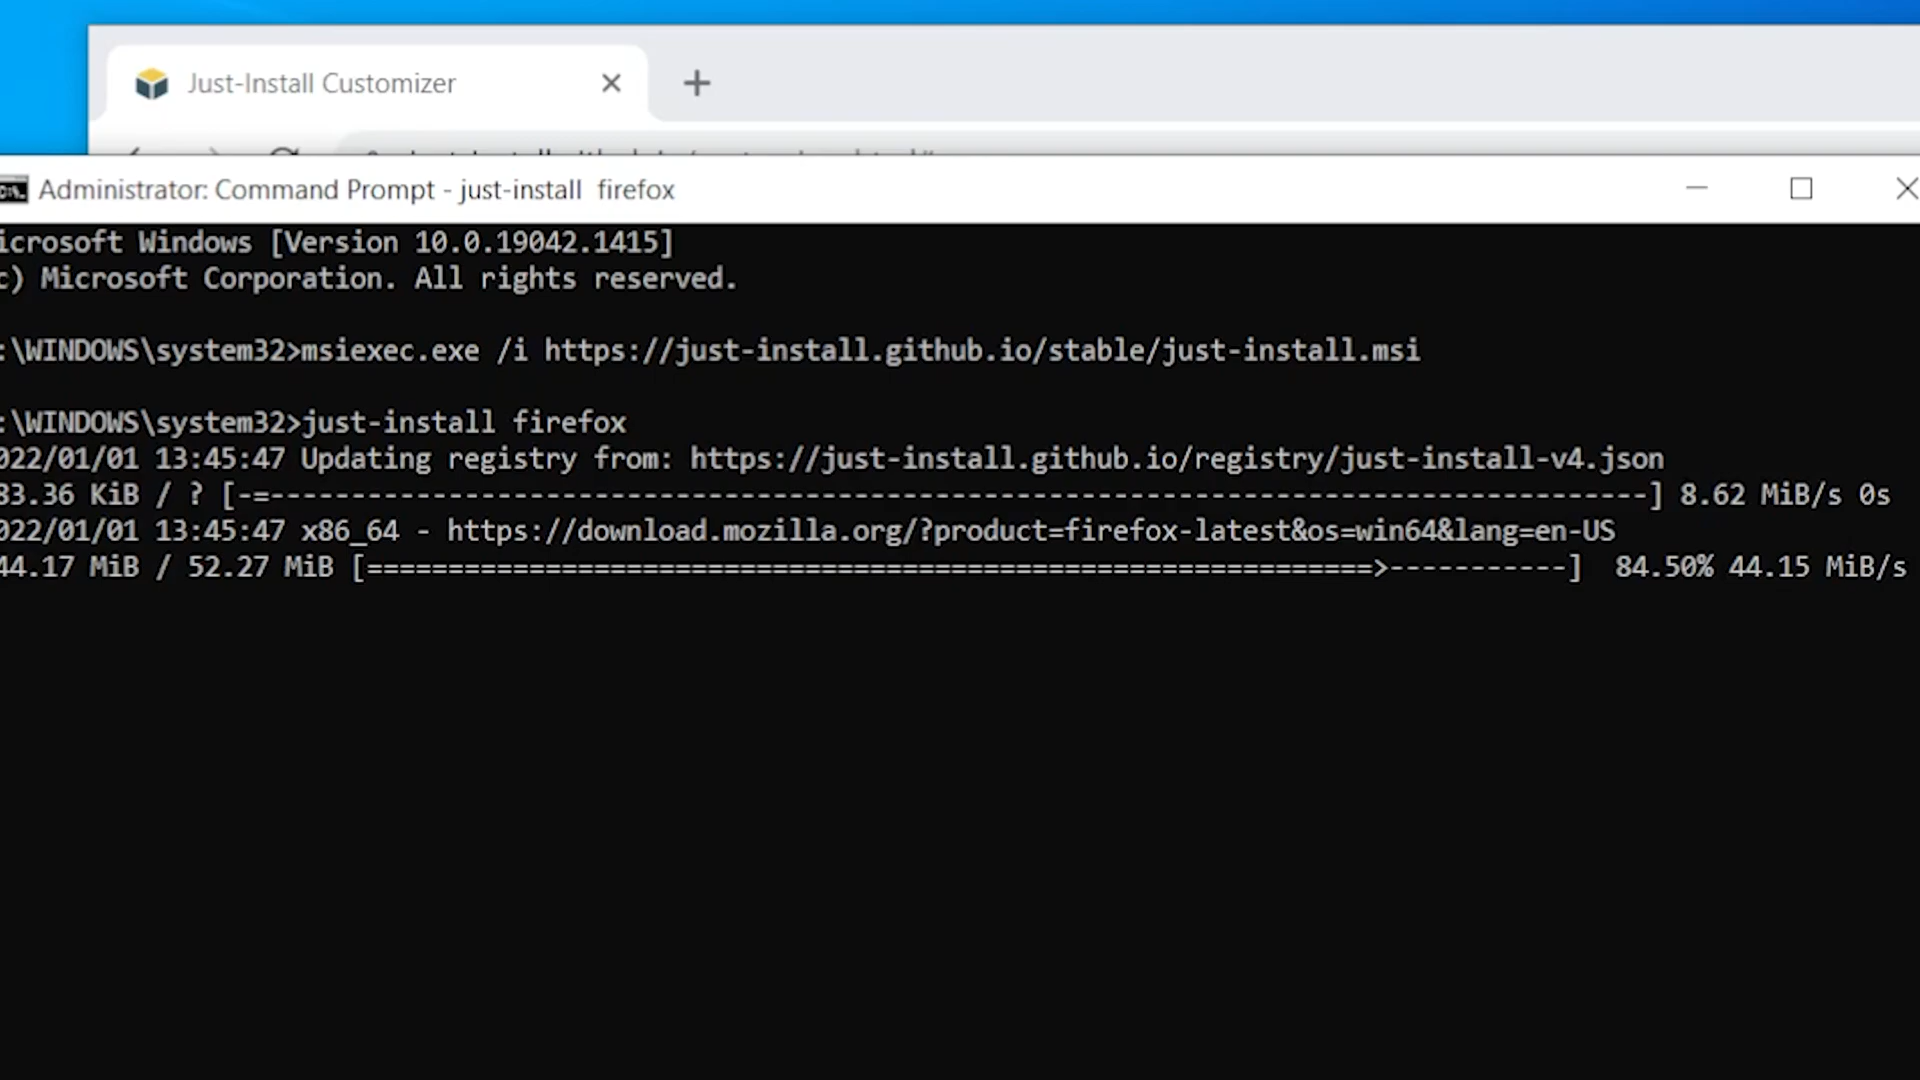 Just-Install Customizer
Administrator: Command Prompt - just-install  firefox
icrosoft Windows [Version 10.0.19042.1415]
c) Microsoft Corporation. All rights reserved.
:\WINDOWS\system32>msiexec.exe /i https://just-install.github.io/stable/just-install.msi
:\WINDOWS\system32>just-install firefox
022/01/01 13:45:47 Updating registry from: https://just-install.github.io/registry/just-install-v4.json
83.36 KiB / ? [-=-------------------------------------------------------------------------------------] 8.62 MiB/s 0s
022/01/01 13:45:47 x86_64 - https://download.mozilla.org/?product=firefox-latest&os=win64&lang=en-US
44.17 MiB / 52.27 MiB [==============================================================>-----------]  84.50% 44.15 MiB/s